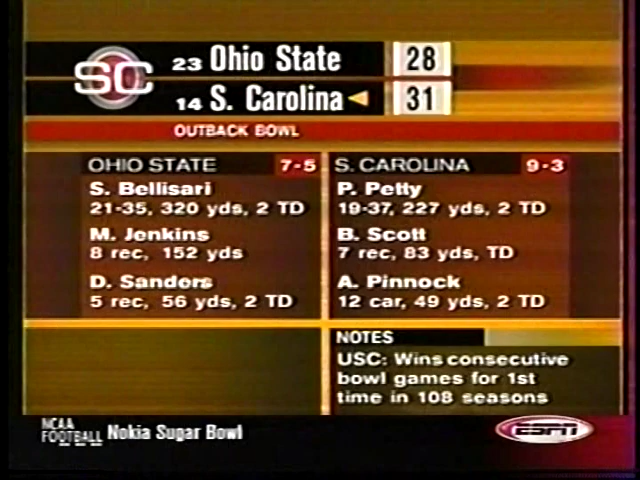 SC
23 Ohio State 28
14 S. Carolina 31
OUTBACK BOWL
OHIO STATE 7-5
S. Bellisari
21-35, 320 yds, 2 TD
M. Jenkins
8 rec, 152 yds
D. Sanders
5 rec, 56 yds, 2 TD
S. CAROLINA 9-3
P. Petty
19-37, 227 yds, 2 TD
B. Scott
7 rec, 83 yds, TD
A. Pinnock
12 car, 49 yds, 2 TD
NOTES
USC: Wins consecutive
bowl games for 1st
time in 108 seasons
NCAA
FOOTBALL
Nokia Sugar Bowl
ESPN